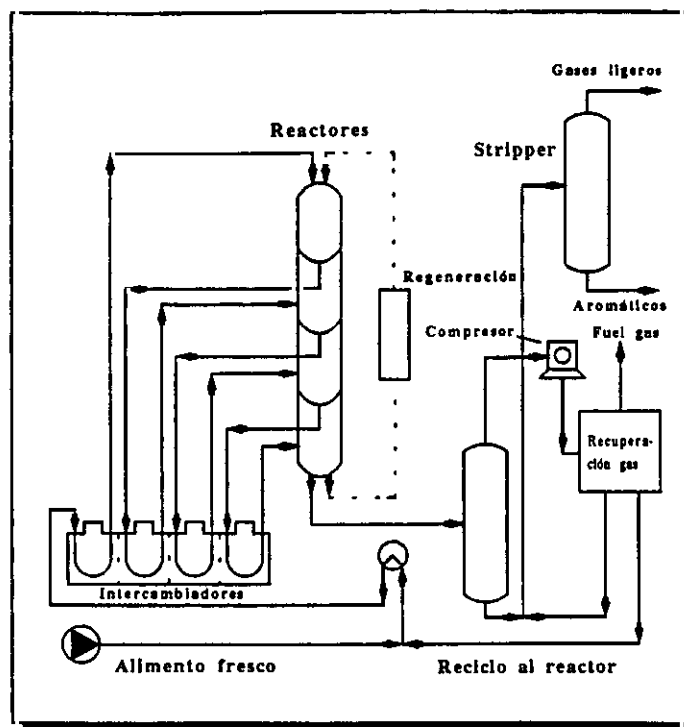 Gases ligeros
Reactores
Stripper
Regeneración
Aromáticos
Compresor
Fuel gas
Recupera-
ción gas
Intercambiadores
Alimento fresco
Reciclo al reactor